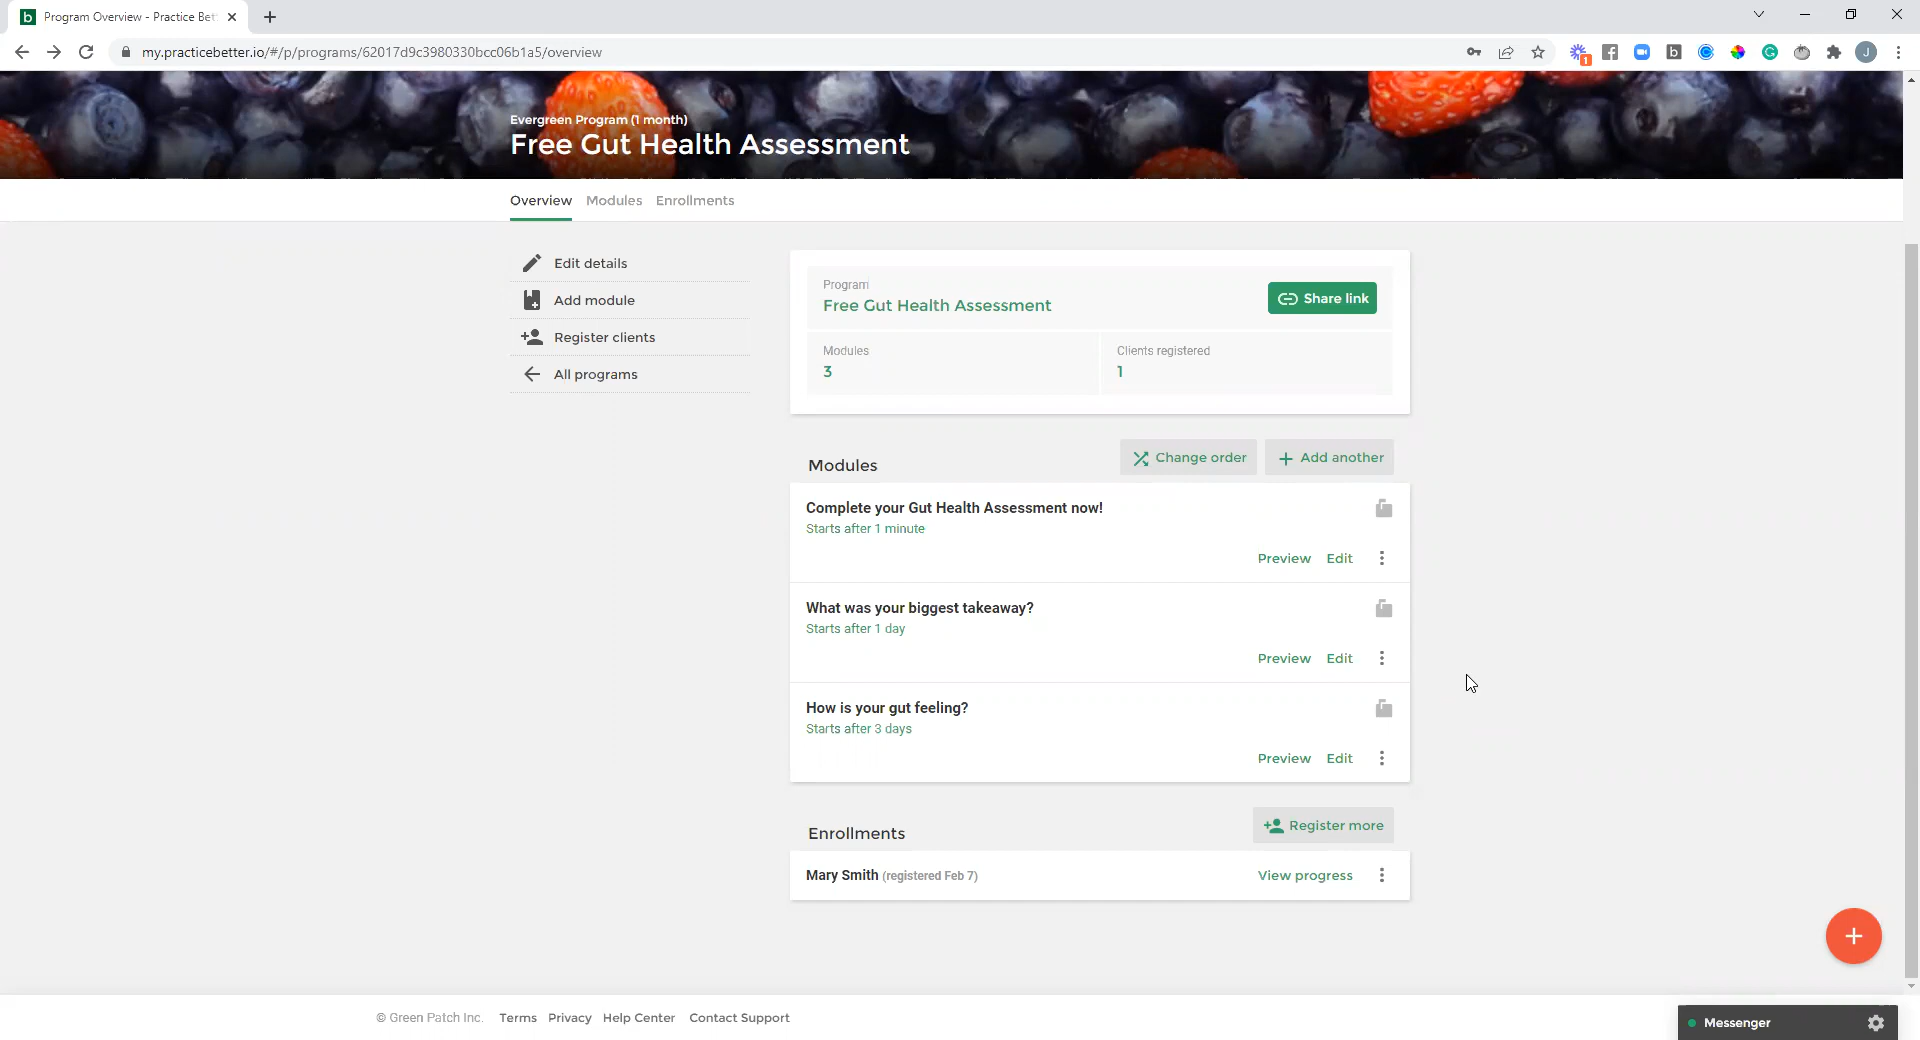 Program Overview - Practice Bet
my.practicebetter.io/#/p/programs/62017d9c3980330bcc06b1a5/overview
1
J
Evergreen Program (1 month)
Free Gut Health Assessment
Overview Modules Enrollments
Edit details
Add module
Register clients
All programs
Program
Free Gut Health Assessment
Share link
Modules
3
Clients registered
1
Modules
Change order
Add another
Complete your Gut Health Assessment now!
Starts after 1 minute
Preview Edit
What was your biggest takeaway?
Starts after 1 day
Preview Edit
How is your gut feeling?
Starts after 3 days
Preview Edit
Enrollments
Register more
Mary Smith (registered Feb 7)
View progress
© Green Patch Inc. Terms Privacy Help Center Contact Support
Messenger